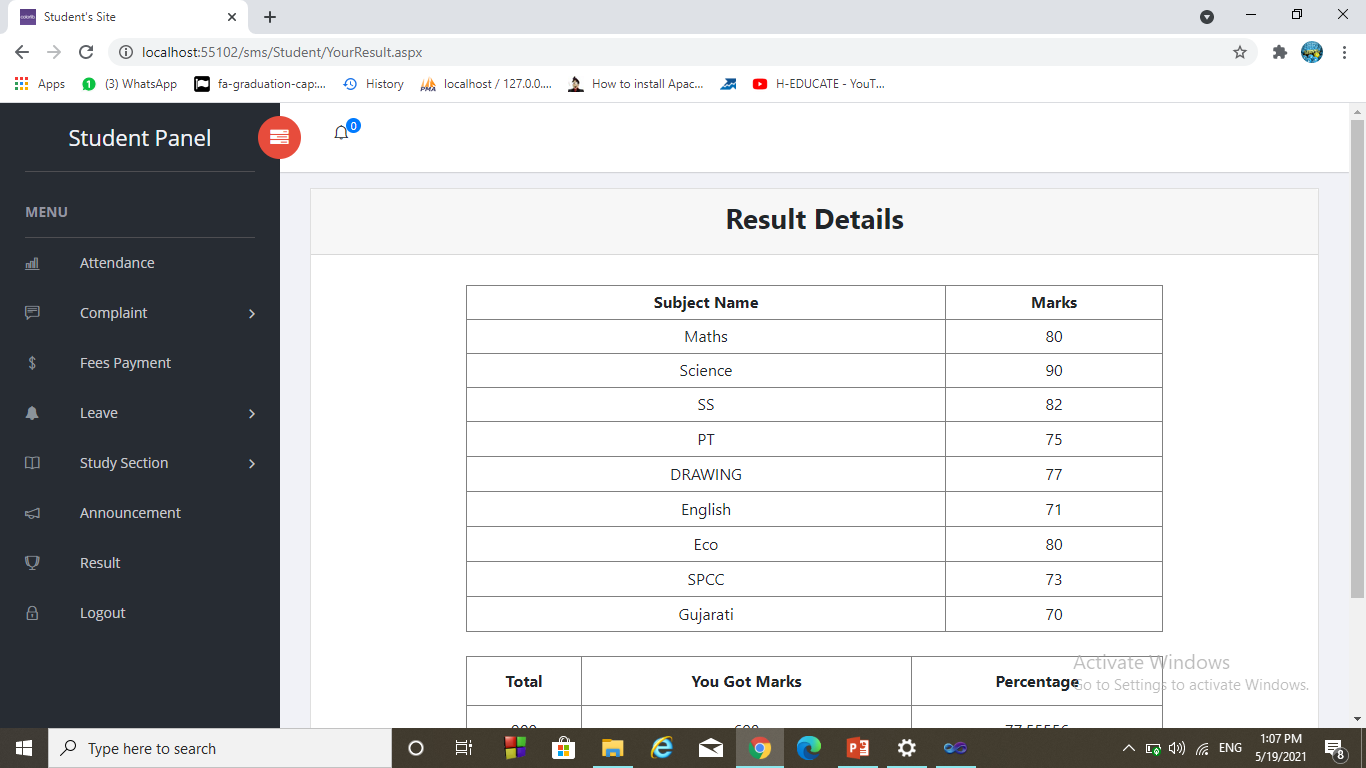 Student's Site
localhost:55102/sms/Student/YourResult.aspx
Apps (3) WhatsApp fa-graduation-cap:... History localhost / 127.0.0.... How to install Apac... H-EDUCATE - YouT...
Student Panel
0
MENU
Attendance
Complaint
Fees Payment
Leave
Study Section
Announcement
Result
Logout
Result Details
Subject Name Marks
Maths 80
Science 90
SS 82
PT 75
DRAWING 77
English 71
Eco 80
SPCC 73
Gujarati 70
Total You Got Marks Percentage
Activate Windows
Go to Settings to activate Windows.
Type here to search
ENG
1:07 PM
5/19/2021
8